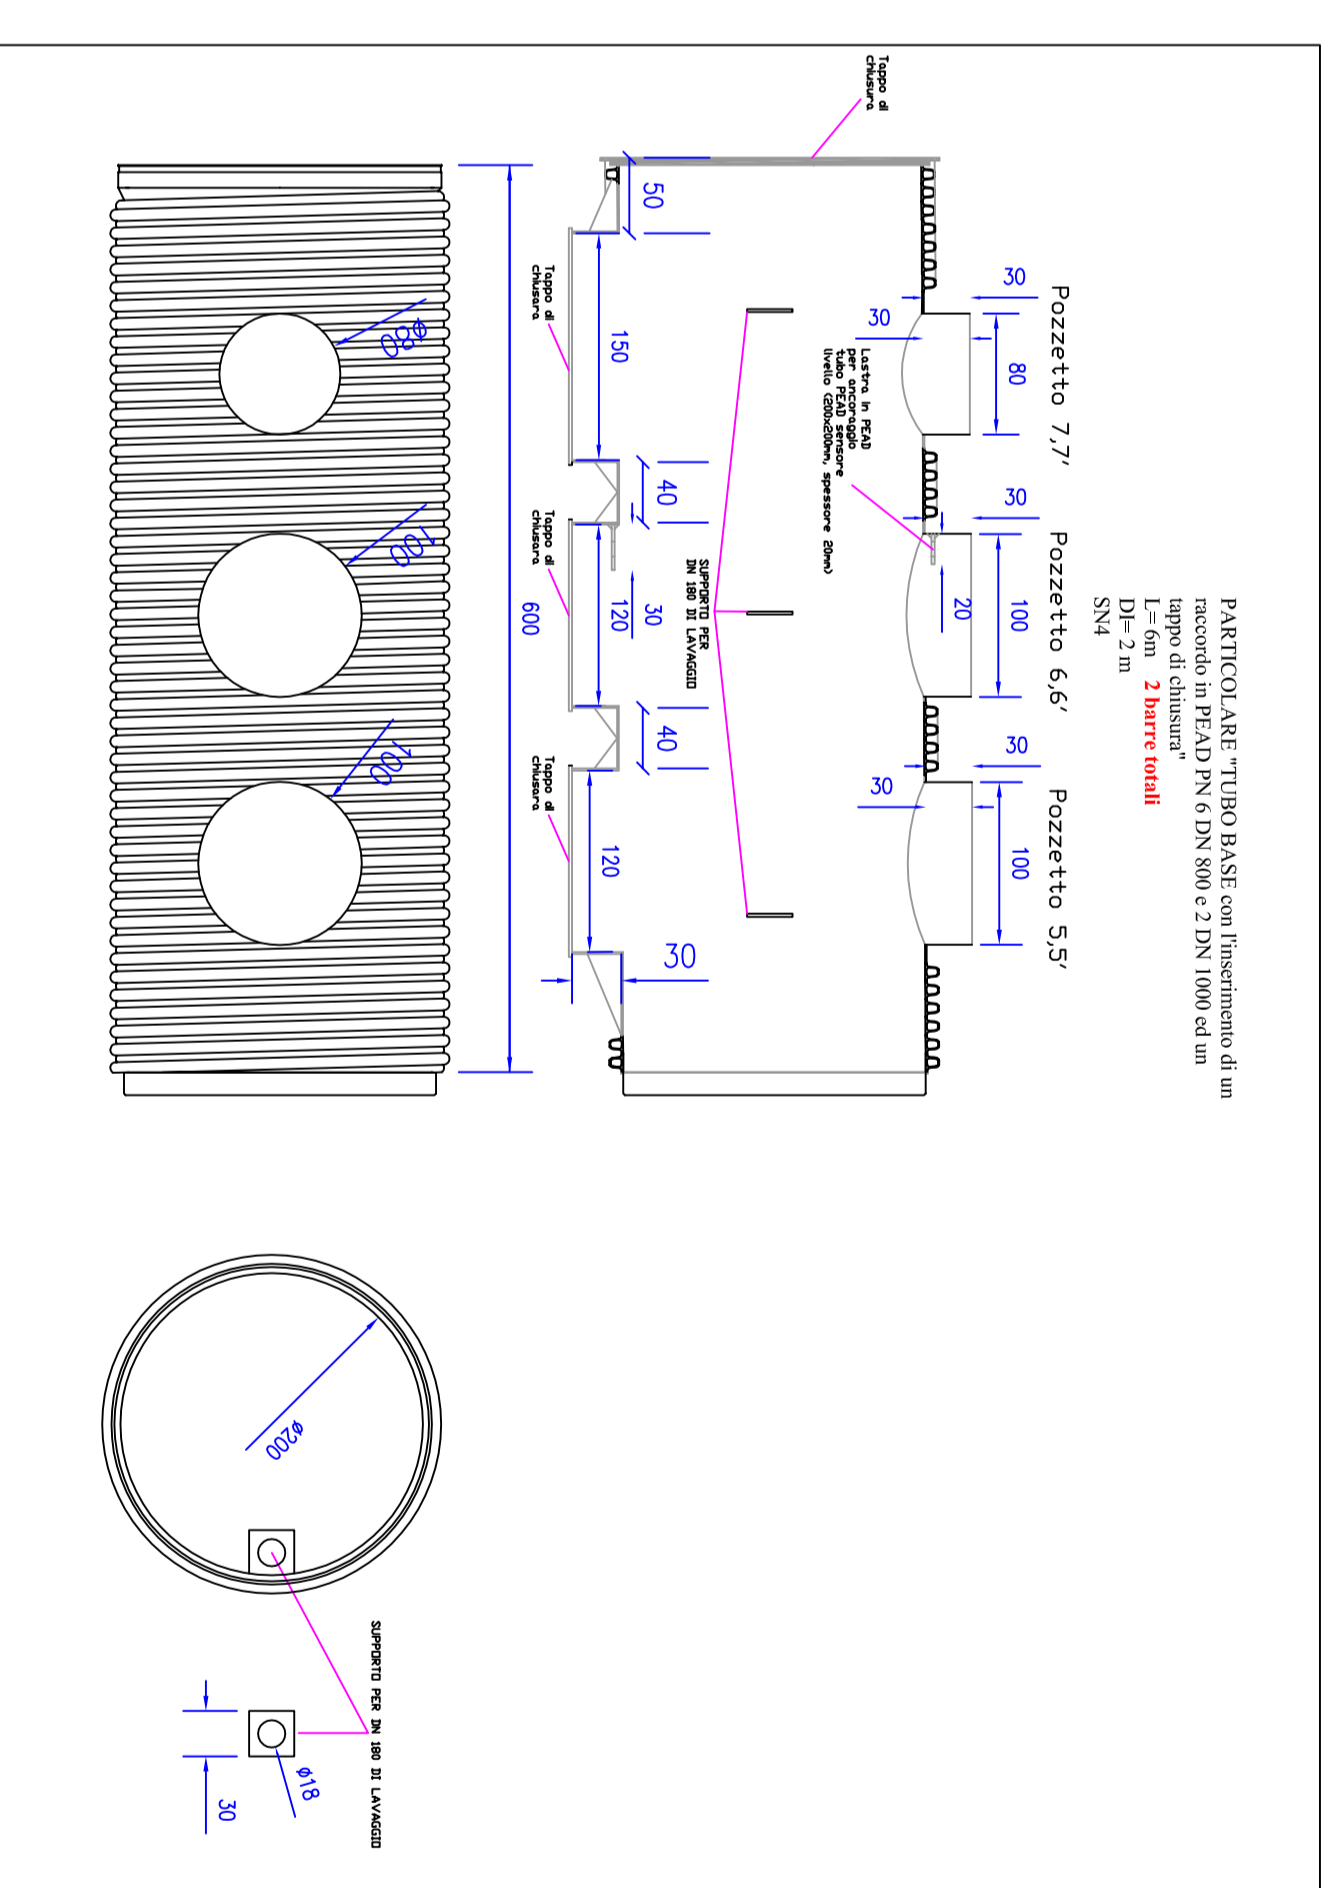 PARTICOLARE "TUBO BASE con l'inserimento di un
raccordo in PEAD PN 6 DN 800 e 2 DN 1000 ed un
tappo di chiusura"
L= 6m 2 barre totali
DI= 2 m
SN4
Pozzetto 7,7'
Pozzetto 6,6'
Pozzetto 5,5'
30
80
30
30
100
20
30
100
30
Tappo di
chiusura
Lastra in PEAD
per ancoraggio
tubo PEAD sensore
livello (200x200mm, spessore 20mm)
SUPPORTO PER
DN 180 DI LAVAGGIO
50
150
40
30
120
40
120
30
Tappo di
chiusara
Tappo di
chiusara
Tappo di
chiusara
600
ø80
100
100
ø200
SUPPORTO PER DN 180 DI LAVAGGIO
ø18
30